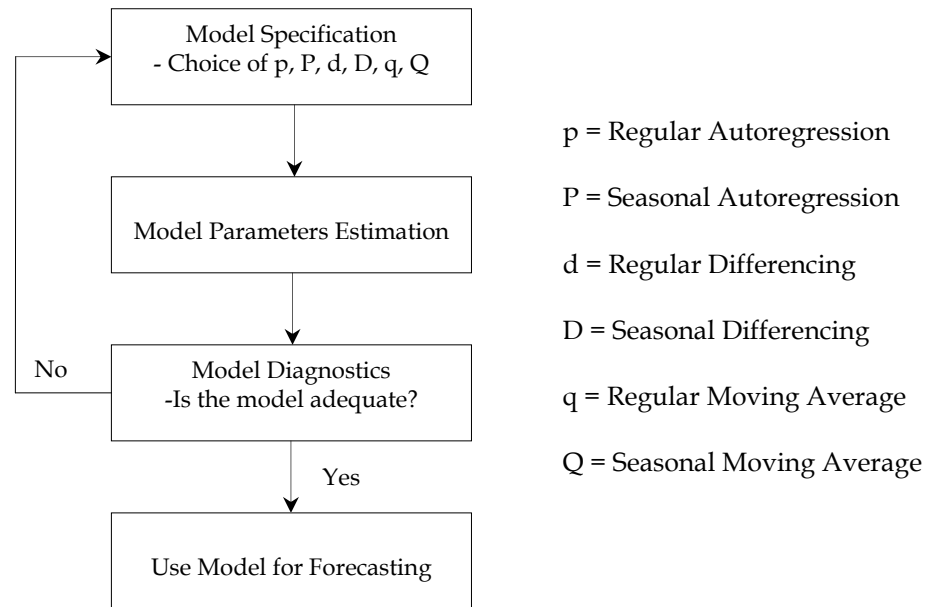 Model Specification
- Choice of p, P, d, D, q, Q
Model Parameters Estimation
No
Model Diagnostics
-Is the model adequate?
Yes
Use Model for Forecasting
p = Regular Autoregression
P = Seasonal Autoregression
d = Regular Differencing
D = Seasonal Differencing
q = Regular Moving Average
Q = Seasonal Moving Average